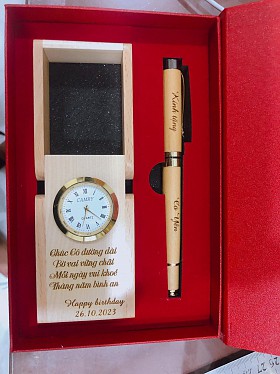 CAMRY
QUARTZ
Chúc Cô đường dài
Bờ vai vững chãi
Mỗi ngày vui khoẻ
Tháng năm bình an
Happy birthday
26.10.2023
Kính tặng
Cô Yến